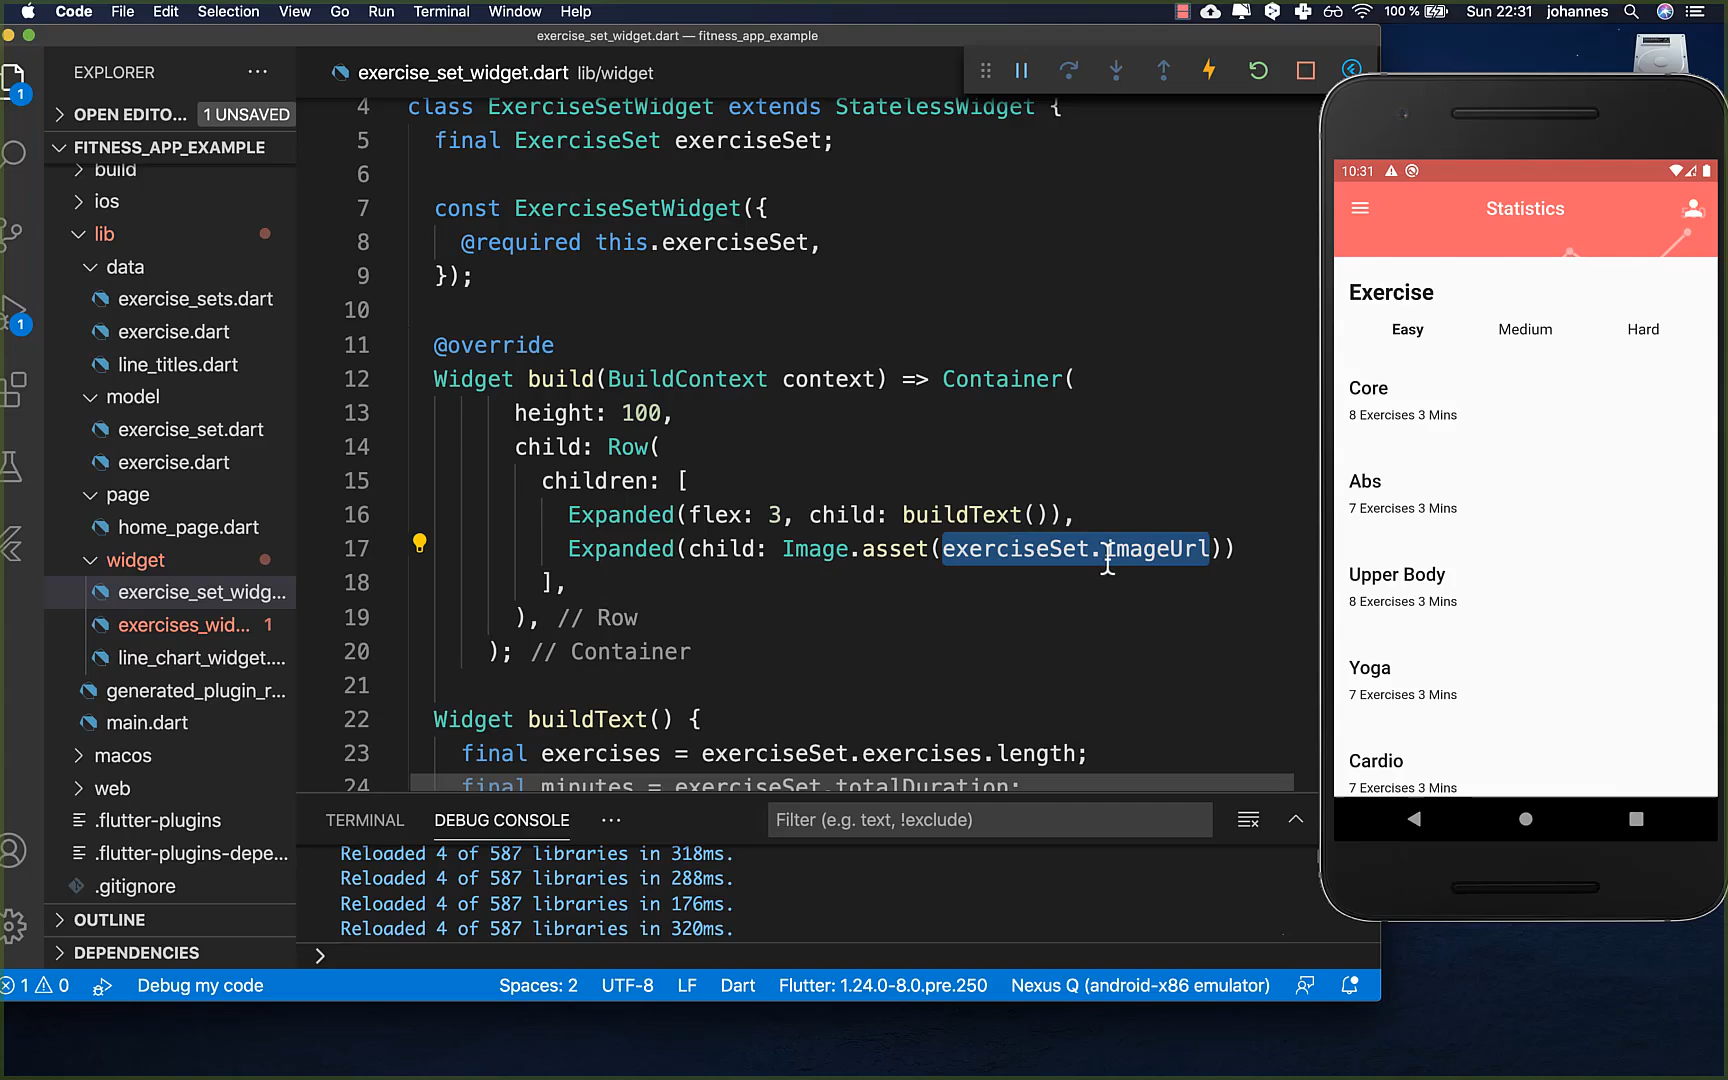 Code File Edit Selection View Go Run Terminal Window Help 100 % Sun 22:31 johannes
exercise_set_widget.dart — fitness_app_example
EXPLORER ...
OPEN EDITO... 1 UNSAVED
FITNESS_APP_EXAMPLE
build
ios
lib
data
exercise_sets.dart
exercise.dart
line_titles.dart
model
exercise_set.dart
exercise.dart
page
home_page.dart
widget
exercise_set_widg...
exercises_wid... 1
line_chart_widget....
generated_plugin_r...
main.dart
macos
web
.flutter-plugins
.flutter-plugins-depe...
.gitignore
OUTLINE
DEPENDENCIES
1
1
exercise_set_widget.dart lib/widget
4 class ExerciseSetWidget extends StatelessWidget {
5 final ExerciseSet exerciseSet;
6
7 const ExerciseSetWidget({
8 @required this.exerciseSet,
9 });
10
11 @override
12 Widget build(BuildContext context) => Container(
13 height: 100,
14 child: Row(
15 children: [
16 Expanded(flex: 3, child: buildText()),
17 Expanded(child: Image.asset(exerciseSet.imageUrl))
18 ],
19 ), // Row
20 ); // Container
21
22 Widget buildText() {
23 final exercises = exerciseSet.exercises.length;
24 final minutes = exerciseSet.totalDuration;
TERMINAL DEBUG CONSOLE ... Filter (e.g. text, !exclude)
Reloaded 4 of 587 libraries in 318ms.
Reloaded 4 of 587 libraries in 288ms.
Reloaded 4 of 587 libraries in 176ms.
Reloaded 4 of 587 libraries in 320ms.
1 0 Debug my code Spaces: 2 UTF-8 LF Dart Flutter: 1.24.0-8.0.pre.250 Nexus Q (android-x86 emulator)
10:31
Statistics
Exercise
Easy Medium Hard
Core
8 Exercises 3 Mins
Abs
7 Exercises 3 Mins
Upper Body
8 Exercises 3 Mins
Yoga
7 Exercises 3 Mins
Cardio
7 Exercises 3 Mins